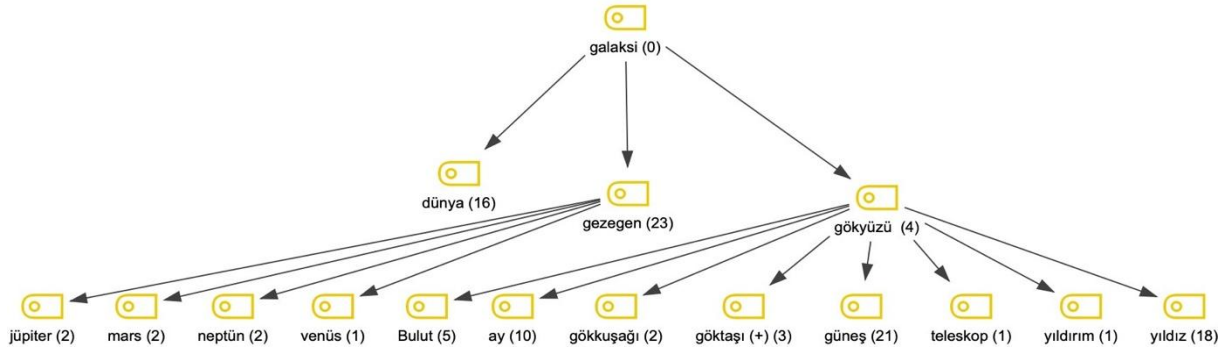 galaksi (0)
dünya (16)
gezegen (23)
gökyüzü  (4)
jüpiter (2)
mars (2)
neptün (2)
venüs (1)
Bulut (5)
ay (10)
gökkuşağı (2)
göktaşı (+) (3)
güneş (21)
teleskop (1)
yıldırım (1)
yıldız (18)